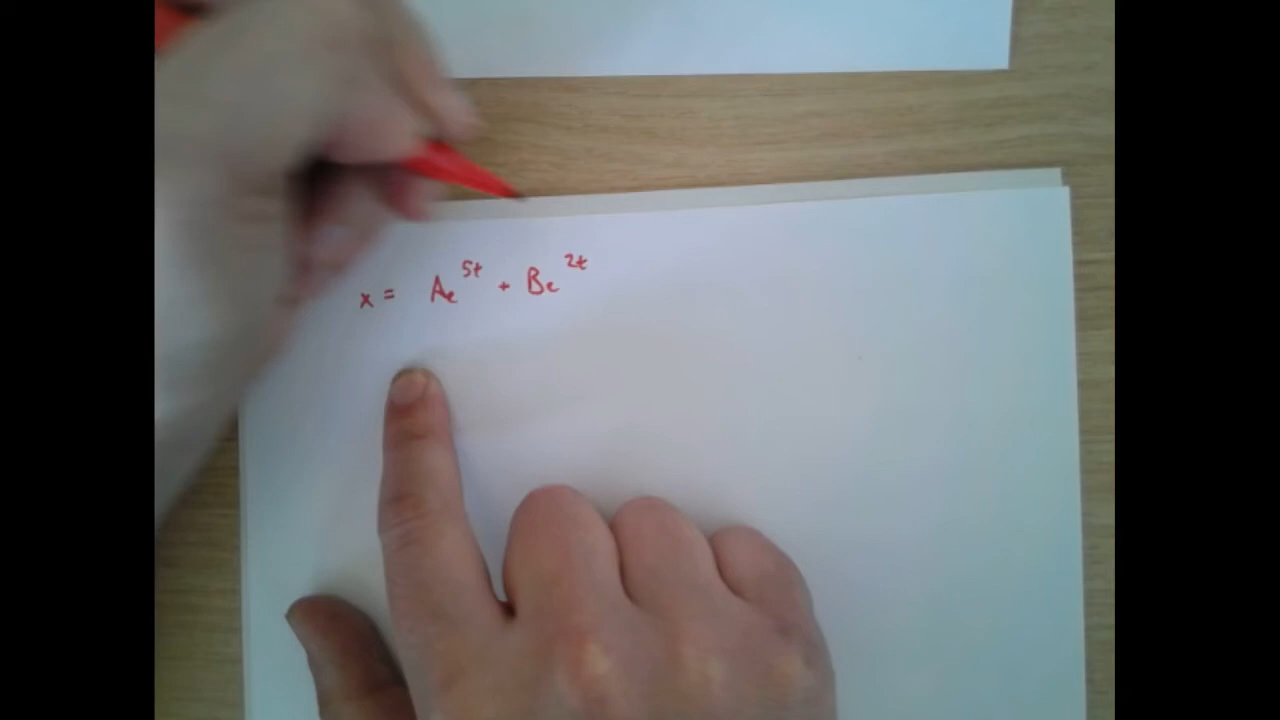 x = Ae^{5t} + Be^{2t}